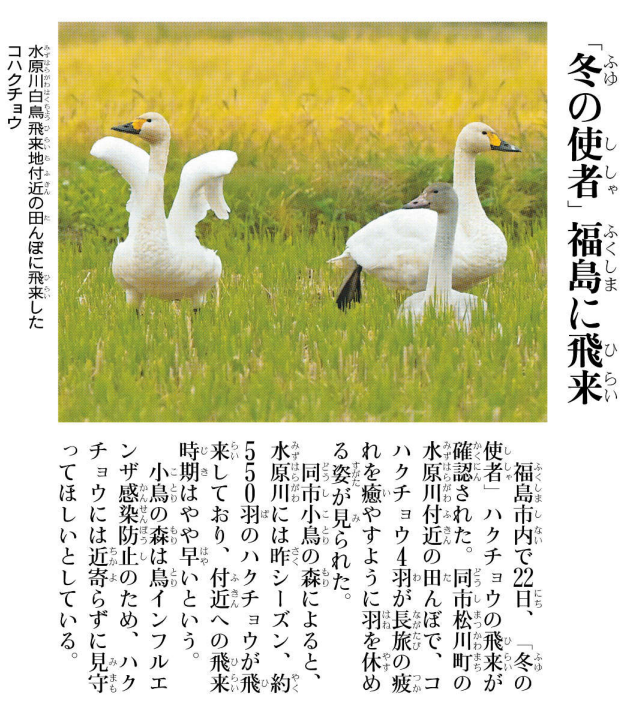 「冬の使者」福島に飛来
水原川白鳥飛来地付近の田んぼに飛来した
コハクチョウ
福島市内で22日、「冬の
使者」ハクチョウの飛来が
確認された。同市松川町の
水原川付近の田んぼで、コ
ハクチョウ4羽が長旅の疲
れを癒やすように羽を休め
る姿が見られた。
同市小鳥の森によると、
水原川には昨シーズン、約
550羽のハクチョウが飛
来しており、付近への飛来
時期はやや早いという。
小鳥の森は鳥インフルエ
ンザ感染防止のため、ハク
チョウには近寄らずに見守
ってほしいとしている。